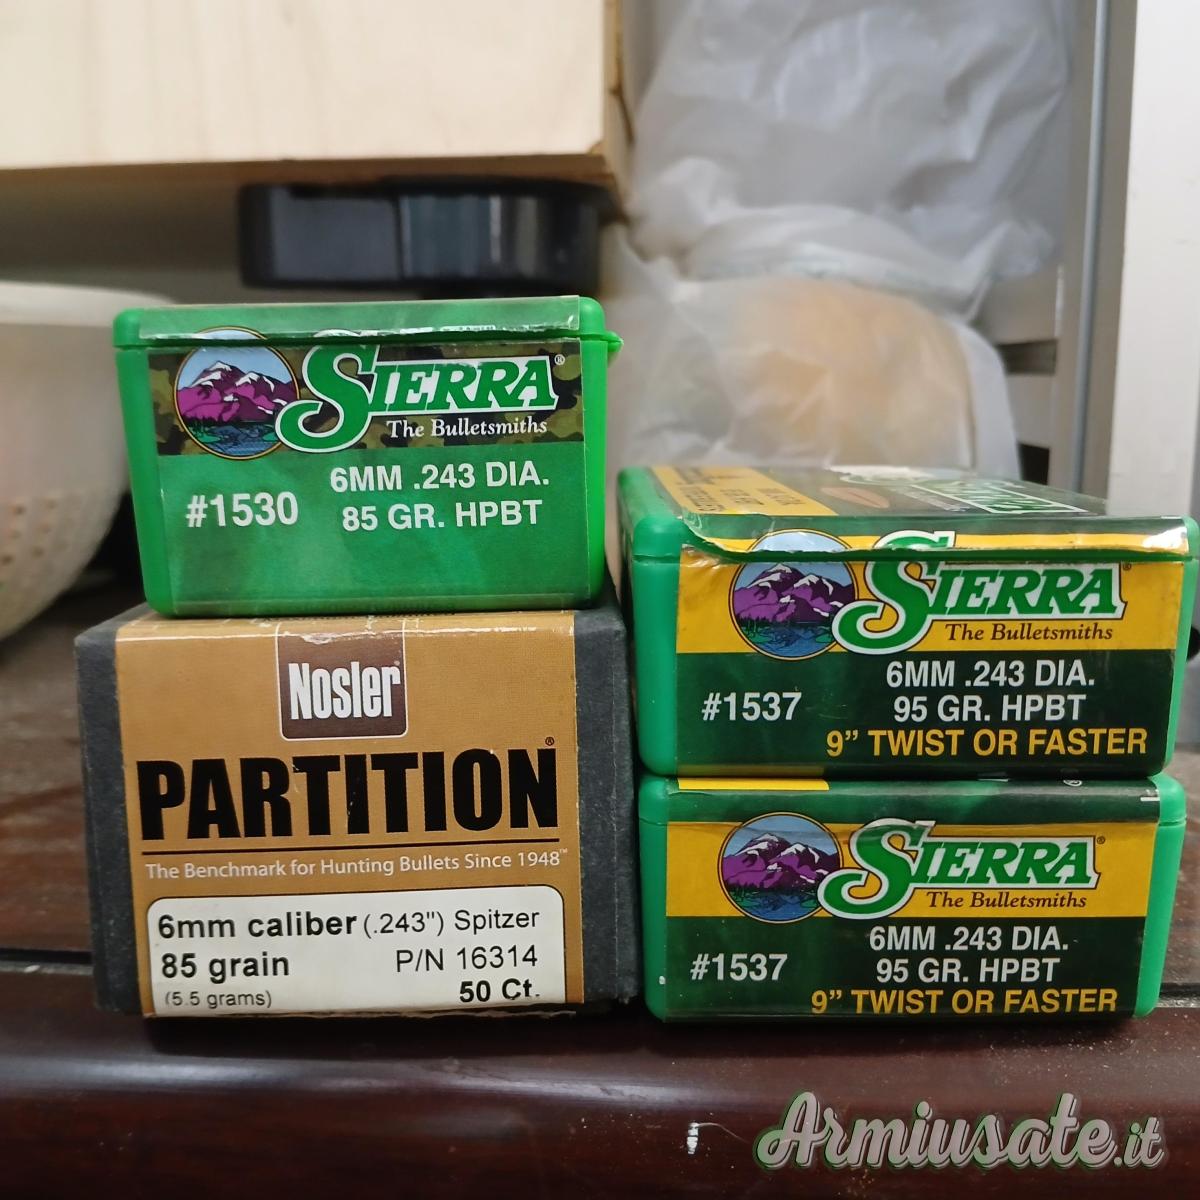 SIERRA®
The Bulletsmiths
#1530
6MM .243 DIA.
85 GR. HPBT
Nosler®
PARTITION®
The Benchmark for Hunting Bullets Since 1948™
6mm caliber (.243") Spitzer
85 grain P/N 16314
(5.5 grams) 50 Ct.
SIERRA®
The Bulletsmiths
#1537
6MM .243 DIA.
95 GR. HPBT
9” TWIST OR FASTER
SIERRA®
The Bulletsmiths
#1537
6MM .243 DIA.
95 GR. HPBT
9” TWIST OR FASTER
Armiusate.it